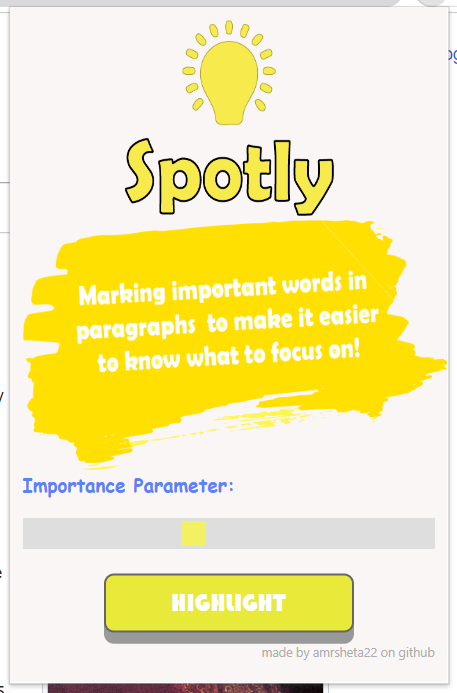 Spotly
Marking important words in
paragraphs to make it easier
to know what to focus on!
Importance Parameter:
HIGHLIGHT
made by amrsheta22 on github